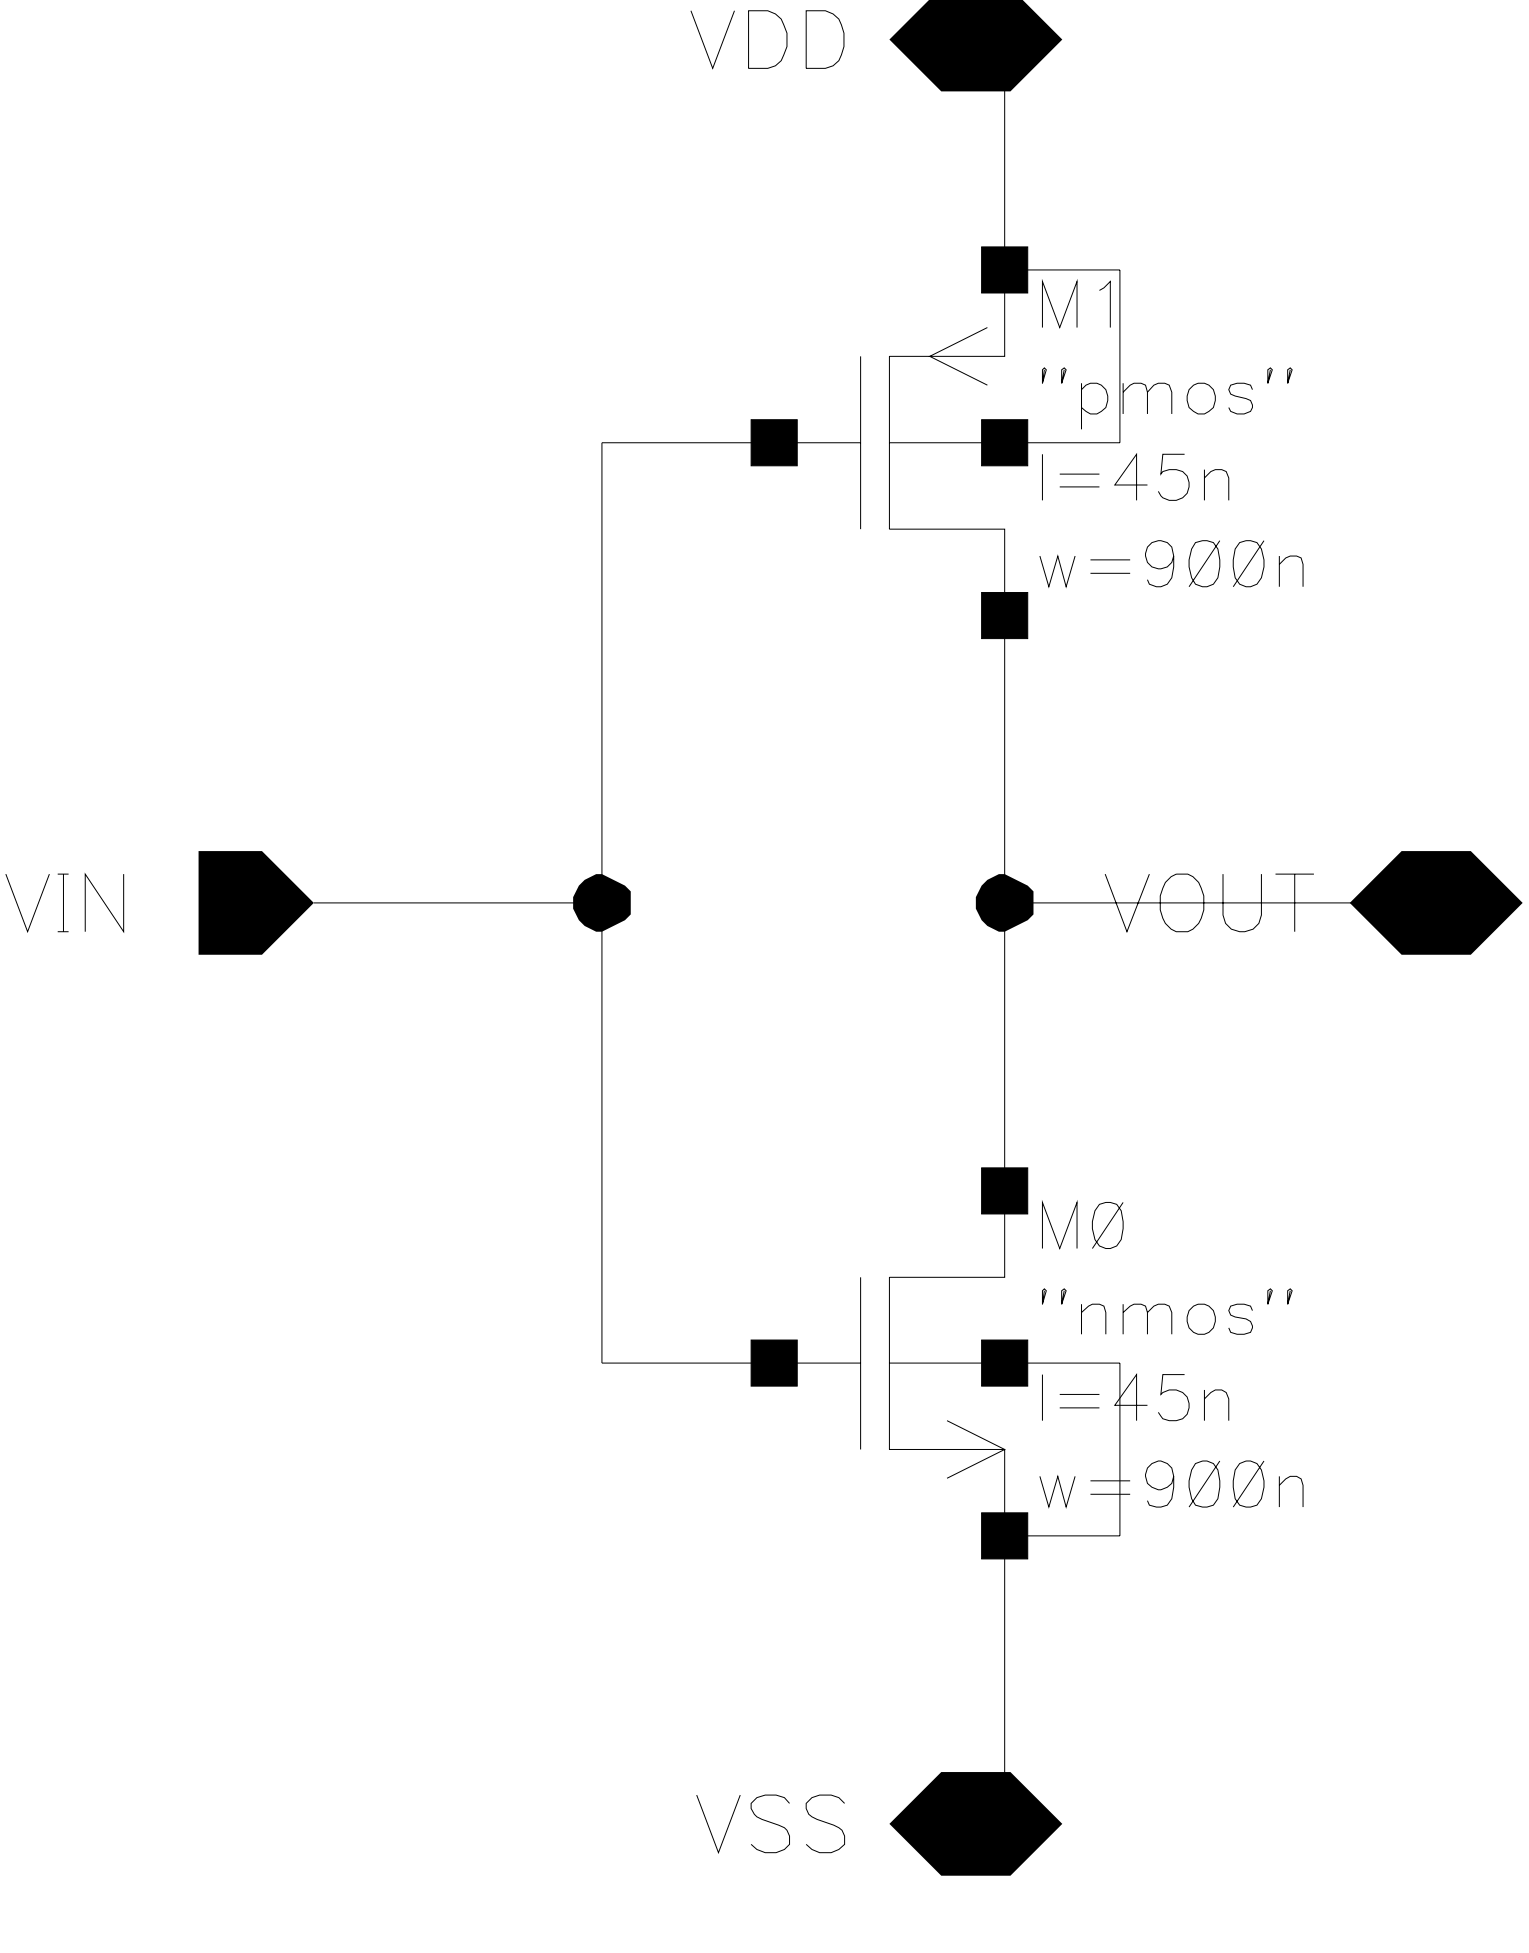 VDD
M1
"pmos"
l=45n
w=900n
VIN
VOUT
M0
"nmos"
l=45n
w=900n
VSS